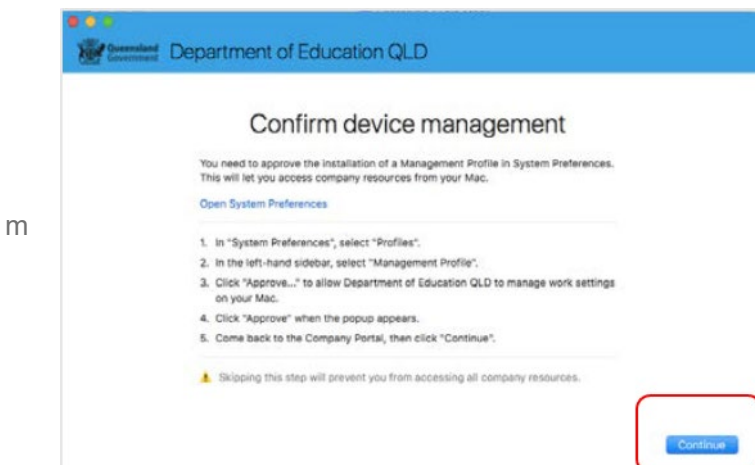 Queensland
Government
Department of Education QLD
Confirm device management
You need to approve the installation of a Management Profile in System Preferences.
This will let you access company resources from your Mac.
Open System Preferences
m
1. In "System Preferences", select "Profiles".
2. In the left-hand sidebar, select "Management Profile".
3. Click "Approve..." to allow Department of Education QLD to manage work settings
on your Mac.
4. Click "Approve" when the popup appears.
5. Come back to the Company Portal, then click "Continue".
Skipping this step will prevent you from accessing all company resources.
Continue